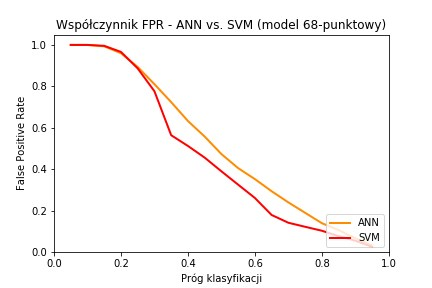 Współczynnik FPR - ANN vs. SVM (model 68-punktowy)
1.0
0.8
0.6
0.4
0.2
0.0
False Positive Rate
ANN
SVM
0.0 0.2 0.4 0.6 0.8 1.0
Próg klasyfikacji